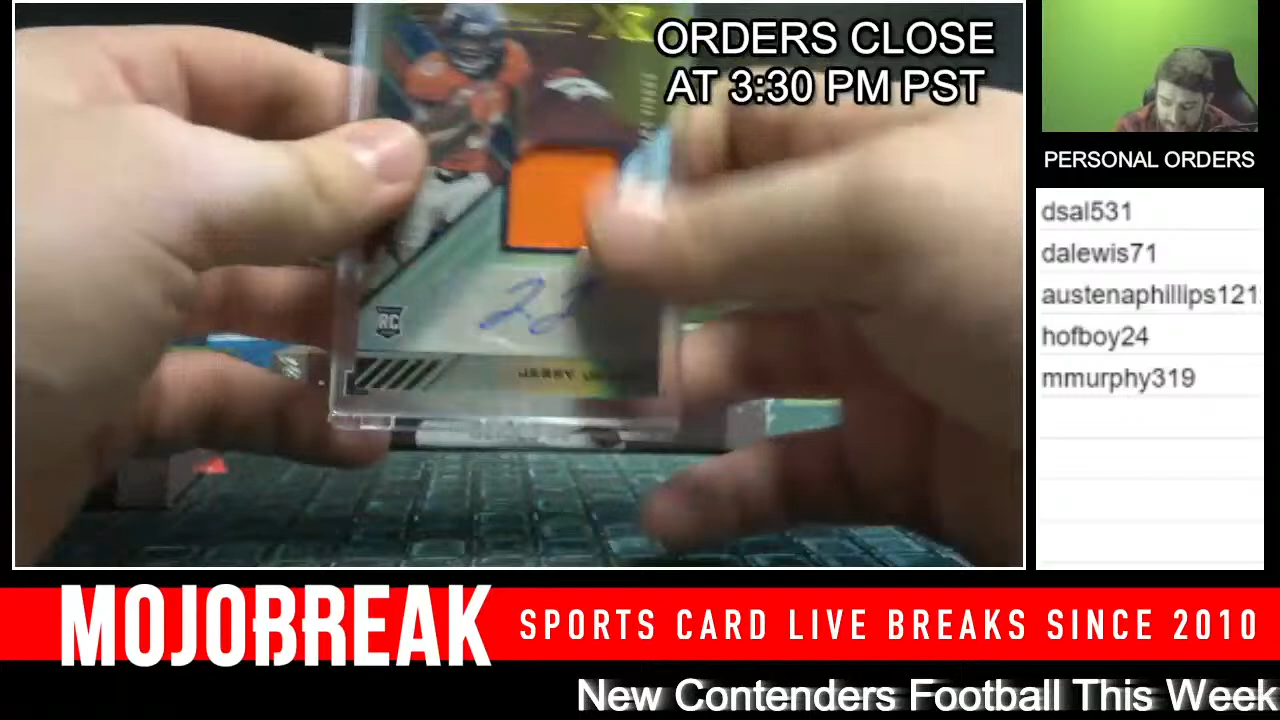 ORDERS CLOSE
AT 3:30 PM PST
PERSONAL ORDERS
dsal531
dalewis71
austenaphillips121
hofboy24
mmurphy319
RC
MOJOBREAK
SPORTS CARD LIVE BREAKS SINCE 2010
New Contenders Football This Week